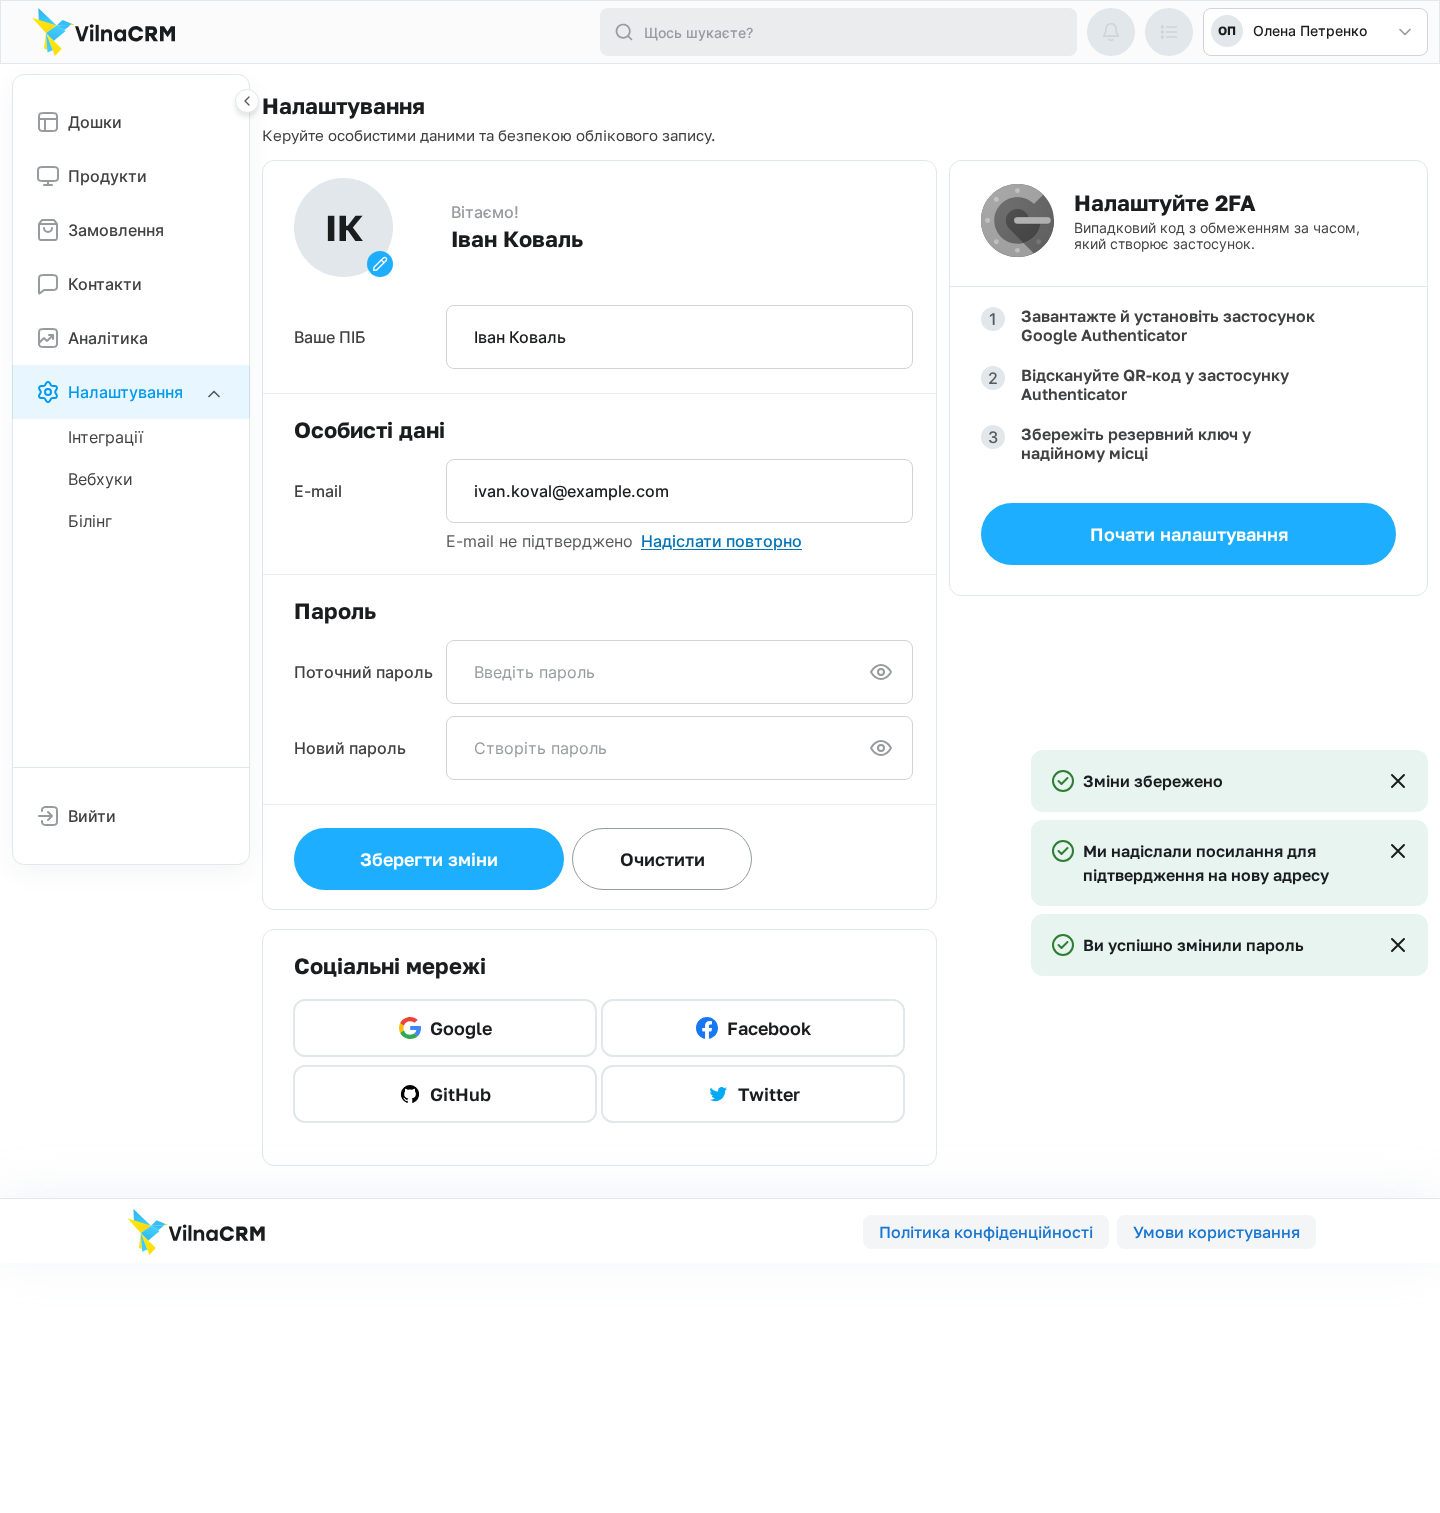 VilnaCRM
Щось шукаєте?
ОП Олена Петренко
Дошки
Продукти
Замовлення
Контакти
Аналітика
Налаштування
Інтеграції
Вебхуки
Білінг
Вийти
Налаштування
Керуйте особистими даними та безпекою облікового запису.
ІК
Вітаємо!
Іван Коваль
Ваше ПІБ
Іван Коваль
Особисті дані
E-mail
ivan.koval@example.com
E-mail не підтверджено Надіслати повторно
Пароль
Поточний пароль
Введіть пароль
Новий пароль
Створіть пароль
Зберегти зміни
Очистити
Соціальні мережі
Google
Facebook
GitHub
Twitter
Налаштуйте 2FA
Випадковий код з обмеженням за часом,
який створює застосунок.
1 Завантажте й установіть застосунок
Google Authenticator
2 Відскануйте QR-код у застосунку
Authenticator
3 Збережіть резервний ключ у
надійному місці
Почати налаштування
Зміни збережено
Ми надіслали посилання для
підтвердження на нову адресу
Ви успішно змінили пароль
VilnaCRM
Політика конфіденційності
Умови користування